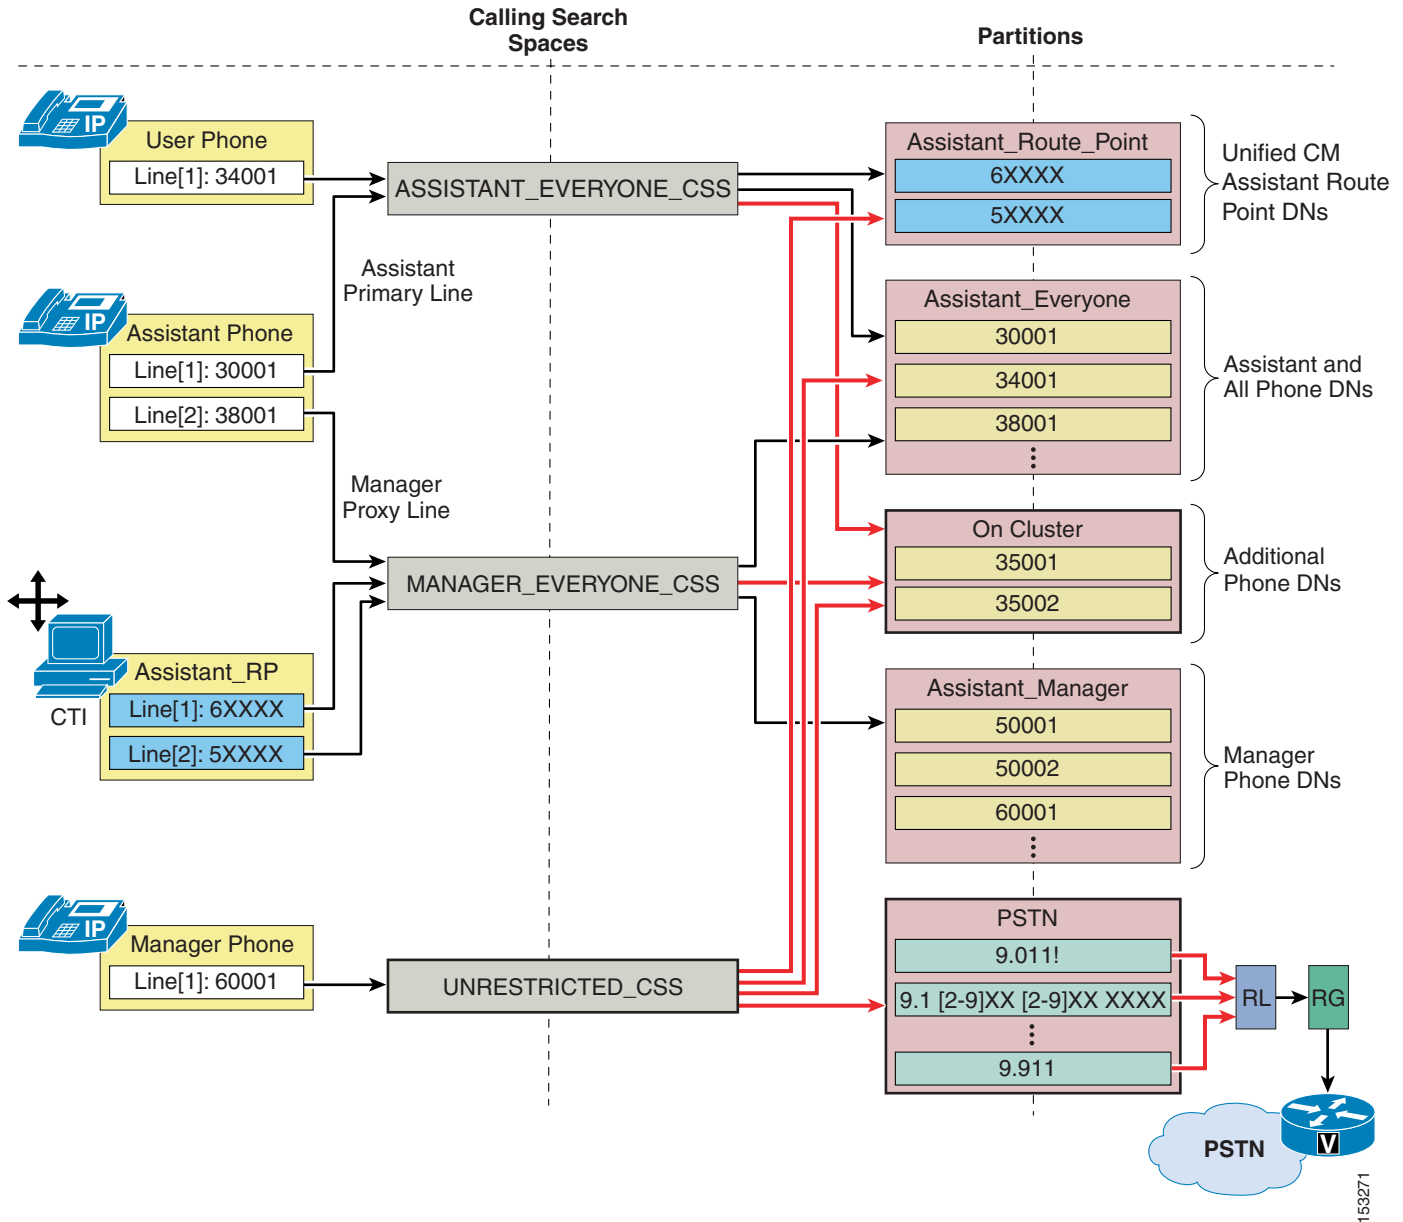 Calling Search
Spaces
Partitions
IP
User Phone
Line[1]: 34001
ASSISTANT_EVERYONE_CSS
Assistant_Route_Point
6XXXX
5XXXX
Unified CM
Assistant Route
Point DNs
Assistant
Primary Line
IP
Assistant Phone
Line[1]: 30001
Line[2]: 38001
Assistant_Everyone
30001
34001
38001
Assistant and
All Phone DNs
Manager
Proxy Line
On Cluster
35001
35002
Additional
Phone DNs
MANAGER_EVERYONE_CSS
CTI
Assistant_RP
Line[1]: 6XXXX
Line[2]: 5XXXX
Assistant_Manager
50001
50002
60001
Manager
Phone DNs
IP
Manager Phone
Line[1]: 60001
UNRESTRICTED_CSS
PSTN
9.011!
9.1 [2-9]XX [2-9]XX XXXX
9.911
RL
RG
PSTN
V
153271